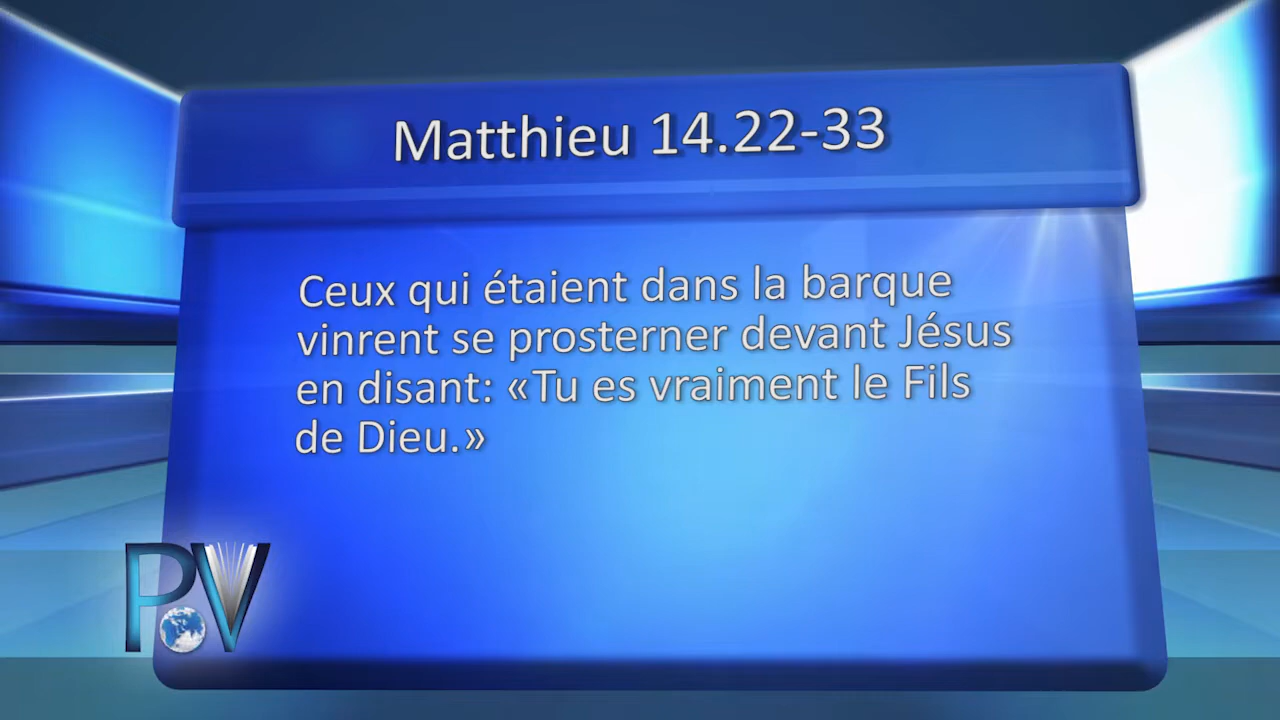 Matthieu 14.22-33
Ceux qui étaient dans la barque
vinrent se prosterner devant Jésus
en disant: «Tu es vraiment le Fils
de Dieu.»
PV